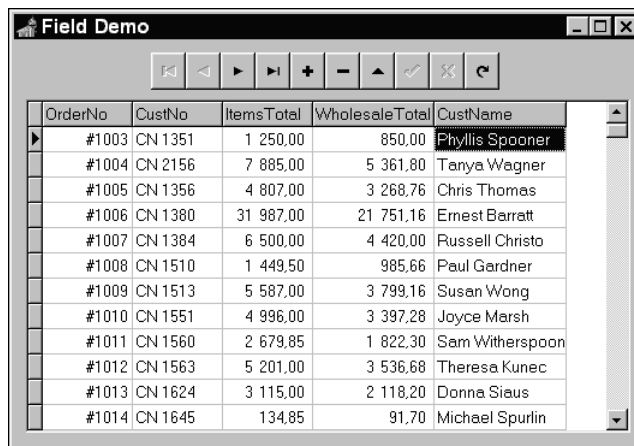 Field Demo
OrderNo CustNo ItemsTotal WholesaleTotal CustName
#1003 CN 1351 1 250,00 850,00 Phyllis Spooner
#1004 CN 2156 7 885,00 5 361,80 Tanya Wagner
#1005 CN 1356 4 807,00 3 268,76 Chris Thomas
#1006 CN 1380 31 987,00 21 751,16 Ernest Barratt
#1007 CN 1384 6 500,00 4 420,00 Russell Christo
#1008 CN 1510 1 449,50 985,66 Paul Gardner
#1009 CN 1513 5 587,00 3 799,16 Susan Wong
#1010 CN 1551 4 996,00 3 397,28 Joyce Marsh
#1011 CN 1560 2 679,85 1 822,30 Sam Witherspoon
#1012 CN 1563 5 201,00 3 536,68 Theresa Kunec
#1013 CN 1624 3 115,00 2 118,20 Donna Siaus
#1014 CN 1645 134,85 91,70 Michael Spurlin